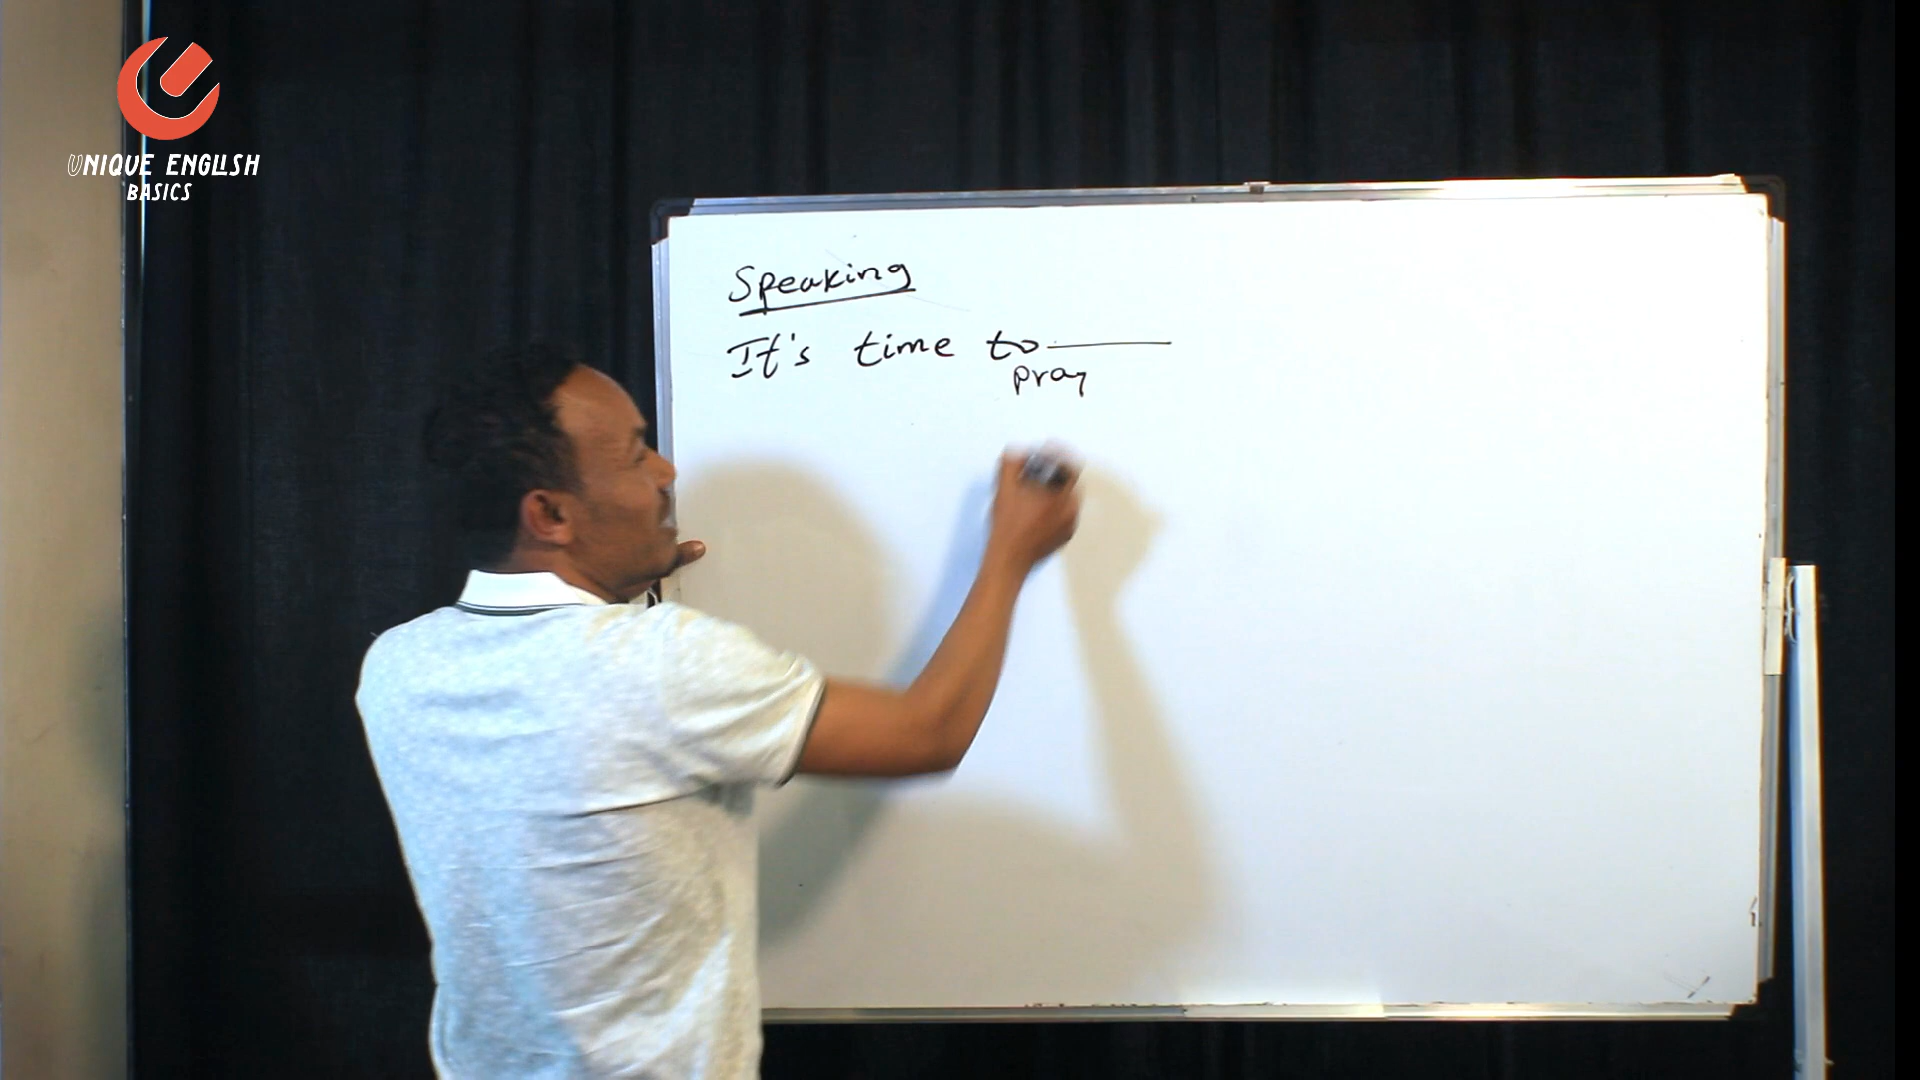 UNIQUE ENGLISH
BASICS
Speaking
It's time to
pray